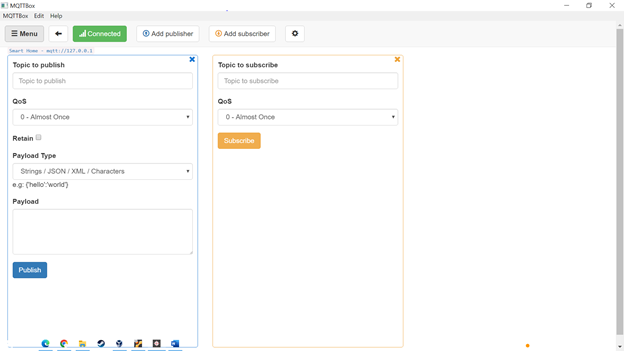 MQTTBox
MQTTBox Edit Help
Menu
Connected
Add publisher
Add subscriber
Smart Home - mqtt://127.0.0.1
Topic to publish
Topic to publish
QoS
0 - Almost Once
Retain
Payload Type
Strings / JSON / XML / Characters
e.g: {'hello':'world'}
Payload
Publish
Topic to subscribe
Topic to subscribe
QoS
0 - Almost Once
Subscribe